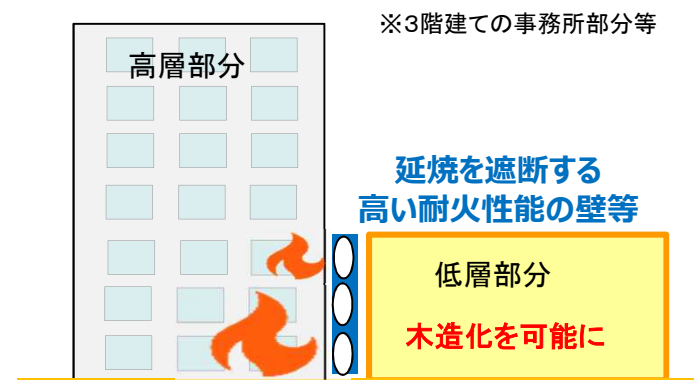 ※3階建ての事務所部分等
高層部分
延焼を遮断する
高い耐火性能の壁等
低層部分
木造化を可能に